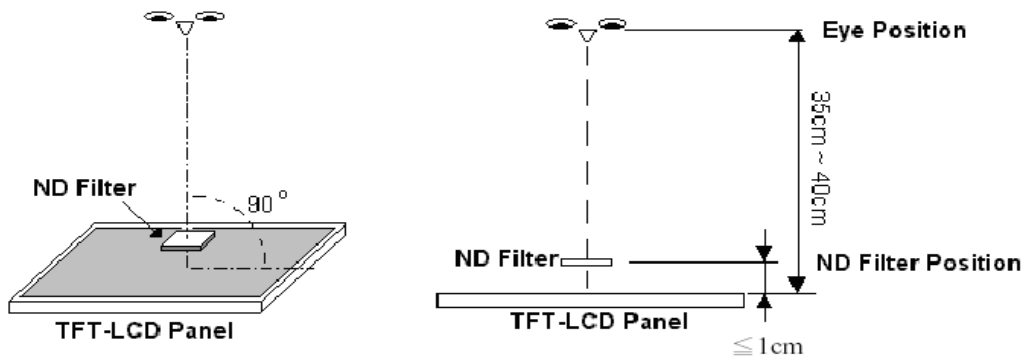 ND Filter
90°
TFT-LCD Panel
Eye Position
35cm ~ 40cm
ND Filter
ND Filter Position
TFT-LCD Panel
≦1cm